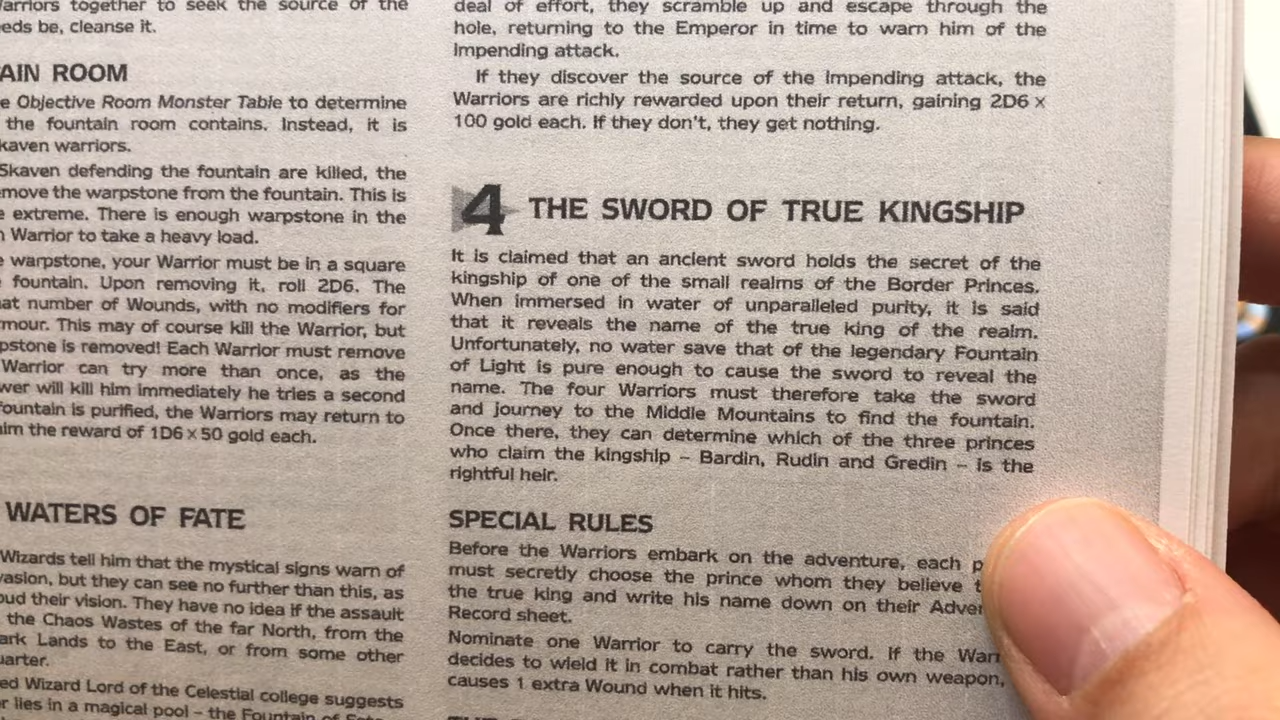 Warriors together to seek the source of the
eds be, cleanse it.
AIN ROOM
e Objective Room Monster Table to determine
the fountain room contains. Instead, it is
kaven warriors.
Skaven defending the fountain are killed, the
move the warpstone from the fountain. This is
e extreme. There is enough warpstone in the
n Warrior to take a heavy load.
e warpstone, your Warrior must be in a square
fountain. Upon removing it, roll 2D6. The
at number of Wounds, with no modifiers for
mour. This may of course kill the Warrior, but
pstone is removed! Each Warrior must remove
Warrior can try more than once, as the
wer will kill him immediately he tries a second
fountain is purified, the Warriors may return to
aim the reward of 1D6 x 50 gold each.
WATERS OF FATE
Wizards tell him that the mystical signs warn of
vasion, but they can see no further than this, as
oud their vision. They have no idea if the assault
the Chaos Wastes of the far North, from the
ark Lands to the East, or from some other
uarter.
ed Wizard Lord of the Celestial college suggests
r lies in a magical pool – the Fountain of Fate
deal of effort, they scramble up and escape through the
hole, returning to the Emperor in time to warn him of the
impending attack.
If they discover the source of the impending attack, the
Warriors are richly rewarded upon their return, gaining 2D6 x
100 gold each. If they don't, they get nothing.
4 THE SWORD OF TRUE KINGSHIP
It is claimed that an ancient sword holds the secret of the
kingship of one of the small realms of the Border Princes.
When immersed in water of unparalleled purity, it is said
that it reveals the name of the true king of the realm.
Unfortunately, no water save that of the legendary Fountain
of Light is pure enough to cause the sword to reveal the
name. The four Warriors must therefore take the sword
and journey to the Middle Mountains to find the fountain.
Once there, they can determine which of the three princes
who claim the kingship – Bardin, Rudin and Gredin – is the
rightful heir.
SPECIAL RULES
Before the Warriors embark on the adventure, each p
must secretly choose the prince whom they believe t
the true king and write his name down on their Adven
Record sheet.
Nominate one Warrior to carry the sword. If the Warr
decides to wield it in combat rather than his own weapon,
causes 1 extra Wound when it hits.